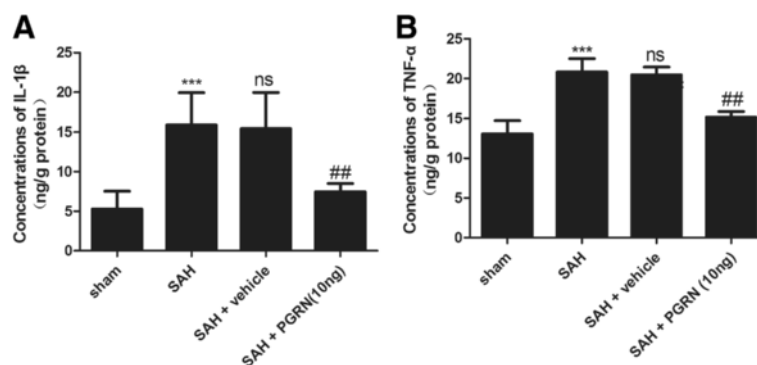 A
Concentrations of IL-1β
(ng/g protein)
25
20
15
10
5
0
***
ns
##
sham
SAH
SAH + vehicle
SAH + PGRN(10ng)
B
Concentrations of TNF-α
(ng/g protein)
25
20
15
10
5
0
***
ns
##
sham
SAH
SAH + vehicle
SAH + PGRN (10ng)